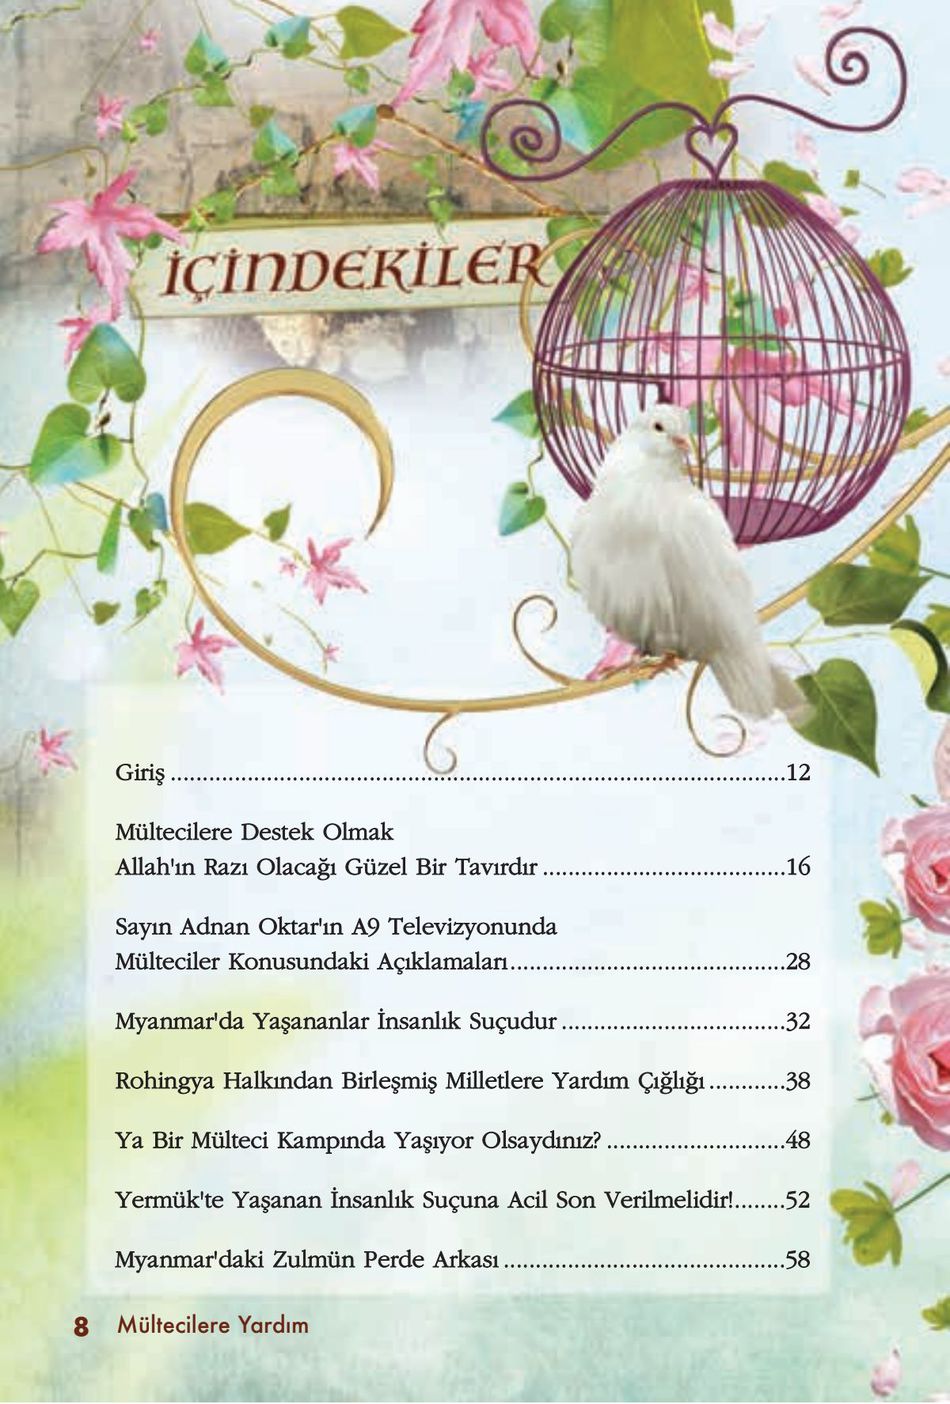 İÇİNDEKİLER
Giriş ................................................................................................12
Mültecilere Destek Olmak
Allah'ın Razı Olacağı Güzel Bir Tavırdır ......................................16
Sayın Adnan Oktar'ın A9 Televizyonunda
Mülteciler Konusundaki Açıklamaları...........................................28
Myanmar'da Yaşananlar İnsanlık Suçudur ...................................32
Rohingya Halkından Birleşmiş Milletlere Yardım Çığlığı ............38
Ya Bir Mülteci Kampında Yaşıyor Olsaydınız? ............................48
Yermük'te Yaşanan İnsanlık Suçuna Acil Son Verilmelidir!........52
Myanmar'daki Zulmün Perde Arkası ............................................58
8 Mültecilere Yardım